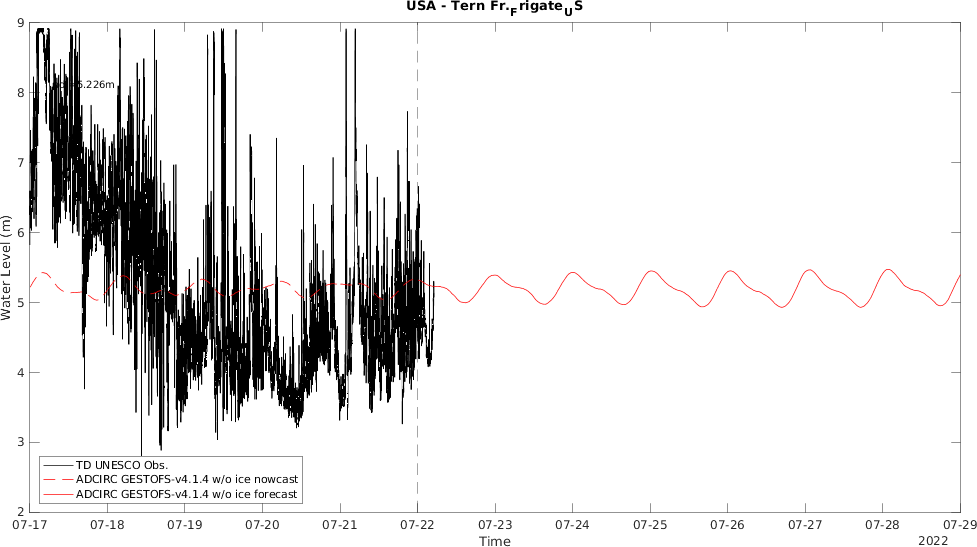 USA - Tern Fr.FrigateUS
9
8
7
6
5
4
3
2
Water Level (m)
5.226m
TD UNESCO Obs.
ADCIRC GESTOFS-v4.1.4 w/o ice nowcast
ADCIRC GESTOFS-v4.1.4 w/o ice forecast
07-17 07-18 07-19 07-20 07-21 07-22 07-23 07-24 07-25 07-26 07-27 07-28 07-29
Time
2022